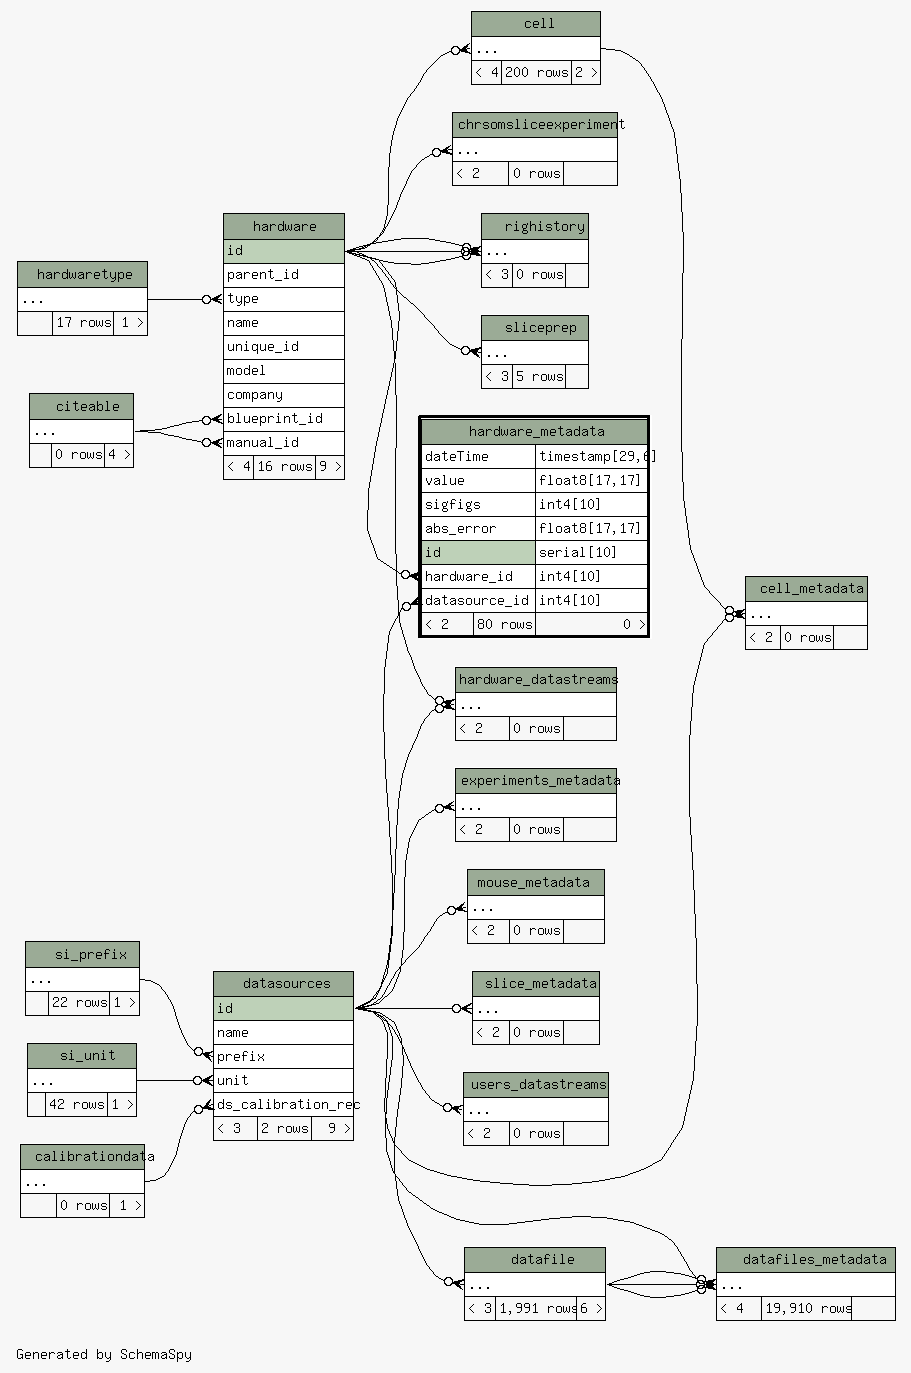 cell
...
< 4 200 rows 2 >
chrsomsliceexperiment
...
< 2 0 rows
hardware
id
parent_id
type
name
unique_id
model
company
blueprint_id
manual_id
< 4 16 rows 9 >
righistory
...
< 3 0 rows
hardwaretype
...
17 rows 1 >
sliceprep
...
< 3 5 rows
citeable
...
0 rows 4 >
hardware_metadata
dateTime timestamp[29,6]
value float8[17,17]
sigfigs int4[10]
abs_error float8[17,17]
id serial[10]
hardware_id int4[10]
datasource_id int4[10]
< 2 80 rows 0 >
cell_metadata
...
< 2 0 rows
hardware_datastreams
...
< 2 0 rows
experiments_metadata
...
< 2 0 rows
mouse_metadata
...
< 2 0 rows
si_prefix
...
22 rows 1 >
datasources
id
name
prefix
unit
ds_calibration_rec
< 3 2 rows 9 >
slice_metadata
...
< 2 0 rows
si_unit
...
42 rows 1 >
users_datastreams
...
< 2 0 rows
calibrationdata
...
0 rows 1 >
datafile
...
< 3 1,991 rows 6 >
datafiles_metadata
...
< 4 19,910 rows
Generated by SchemaSpy